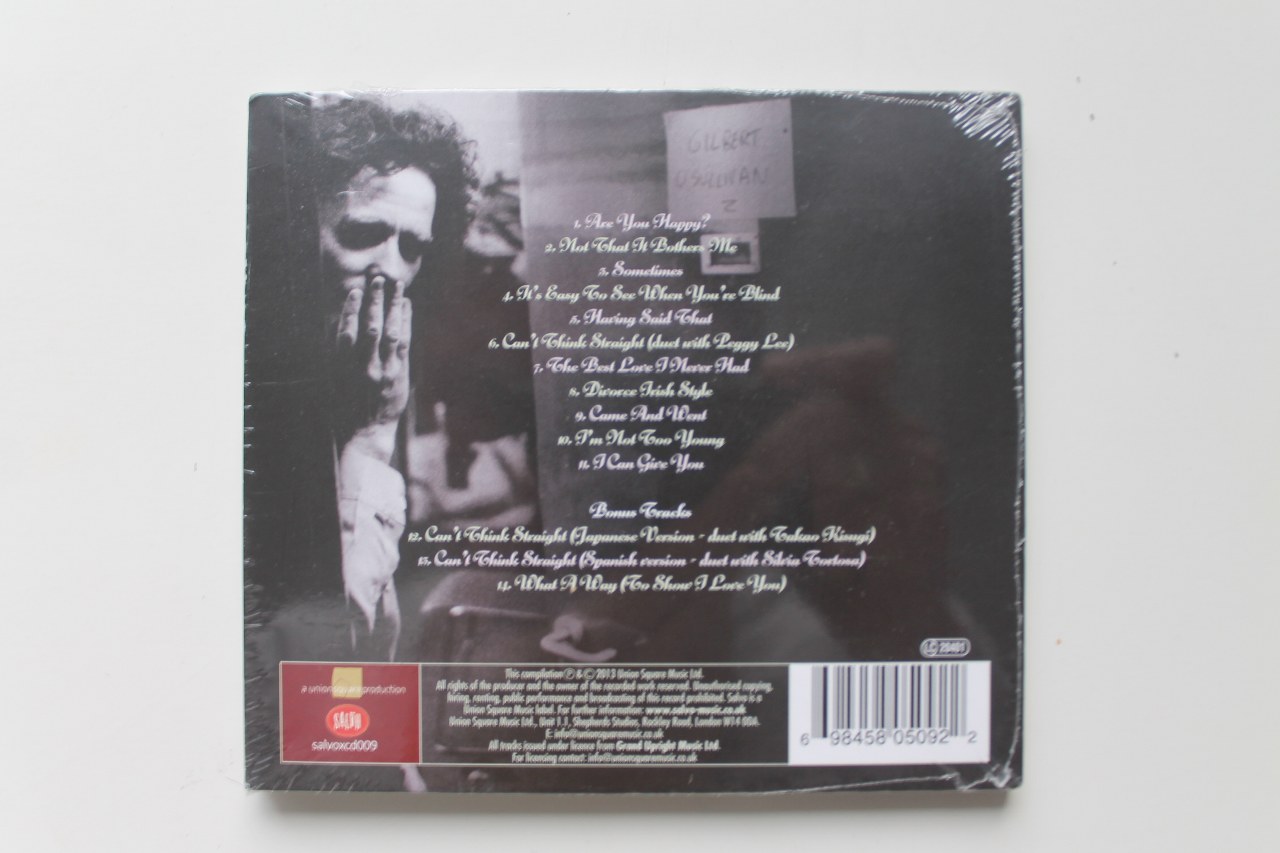 GILBERT
O'SULLIVAN
2
1. Are You Happy?
2. Not That It Bothers Me
3. Sometimes
4. It's Easy To See When You're Blind
5. Having Said That
6. Can't Think Straight (duet with Peggy Lee)
7. The Best Love I Never Had
8. Divorce Irish Style
9. Came And Went
10. I'm Not Too Young
11. I Can Give You
Bonus Tracks
12. Can't Think Straight (Japanese Version - duet with Takao Kisugi)
13. Can't Think Straight (Spanish version - duet with Silvia Tortosa)
14. What A Way (To Show I Love You)
LC 28401
a union square production
salvo
salvoxcd009
This compilation Ⓟ & © 2013 Union Square Music Ltd.
All rights of the producer and the owner of the recorded work reserved. Unauthorised copying,
hiring, renting, public performance and broadcasting of this record prohibited. Salvo is a
Union Square Music label. For further information: www.salvo-music.co.uk
Union Square Music Ltd., Unit 1.1, Shepherds Studios, Rockley Road, London W14 0DA.
E: info@unionsquaremusic.co.uk
All tracks issued under licence from Grand Upright Music Ltd.
For licensing contact: info@unionsquaremusic.co.uk
6 98458 05092 2